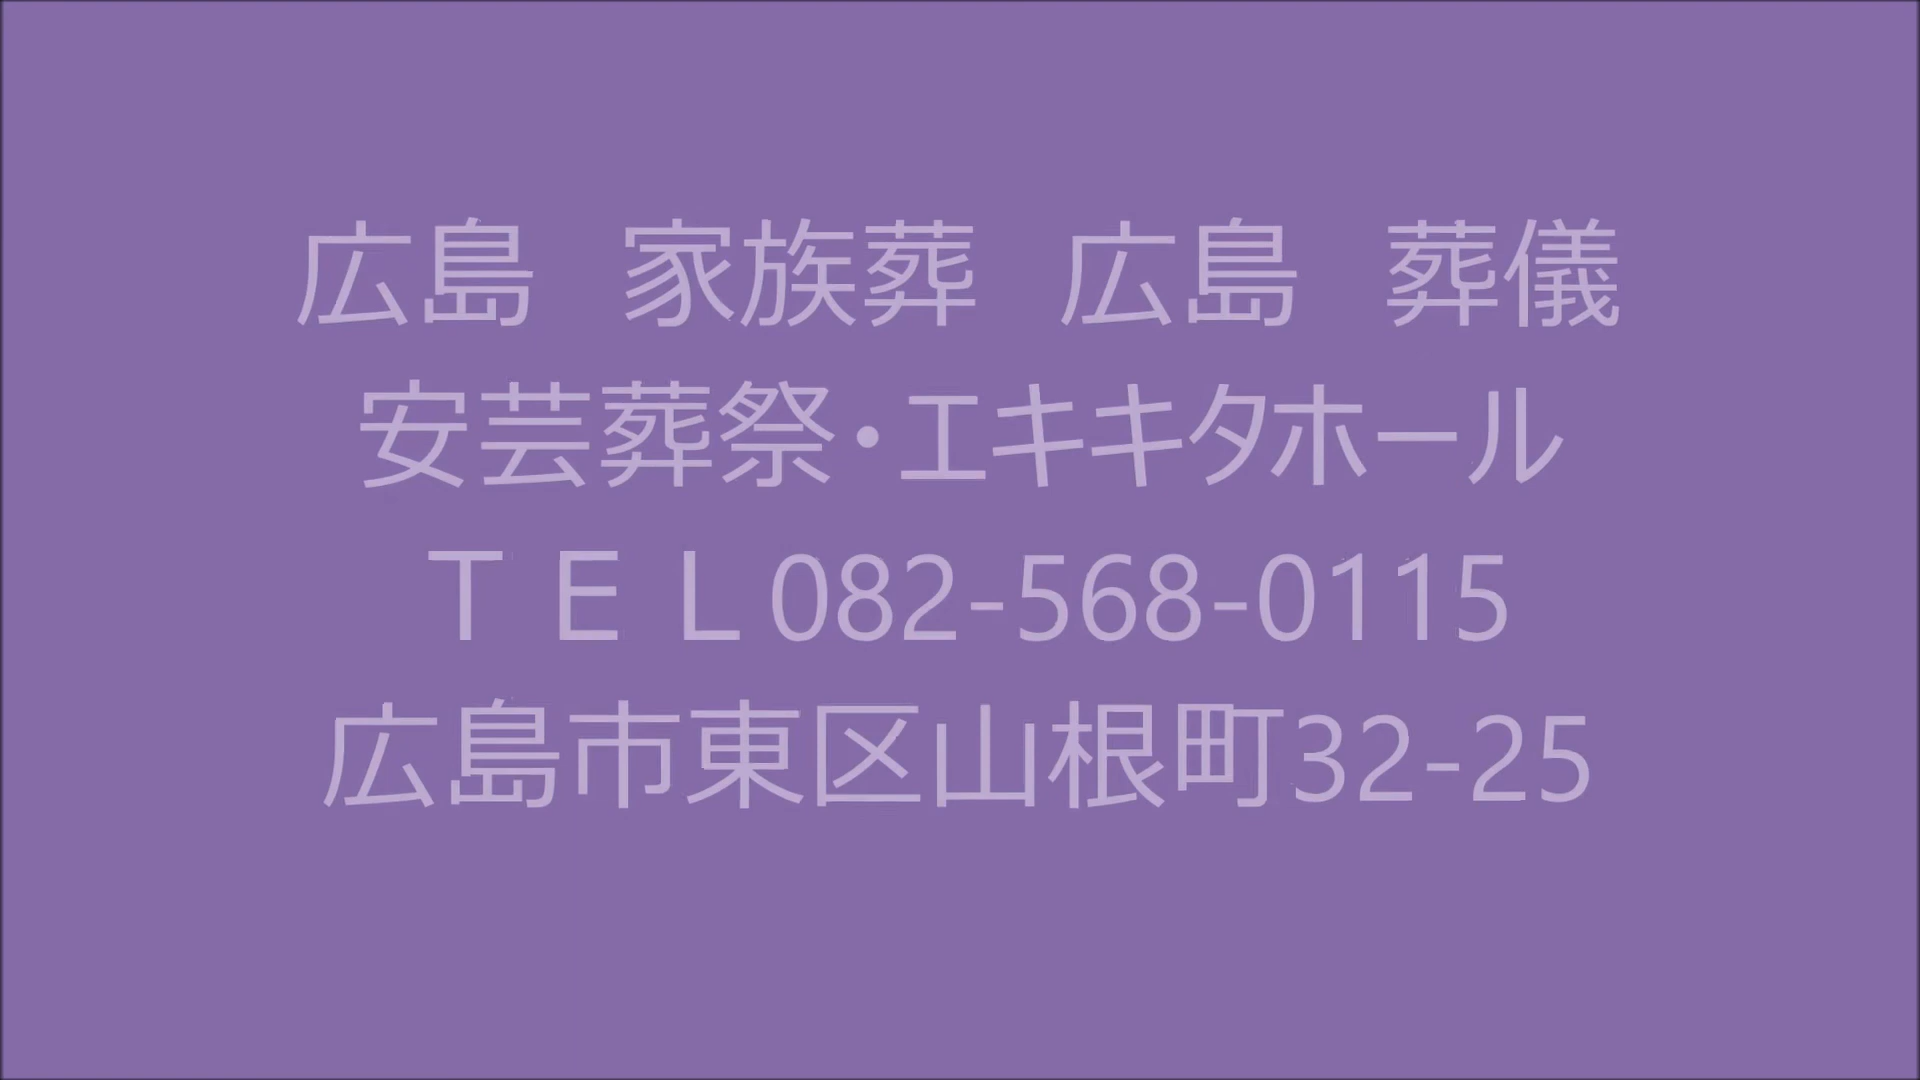 広島　家族葬　広島　葬儀
安芸葬祭・エキキタホール
ＴＥＬ082-568-0115
広島市東区山根町32-25